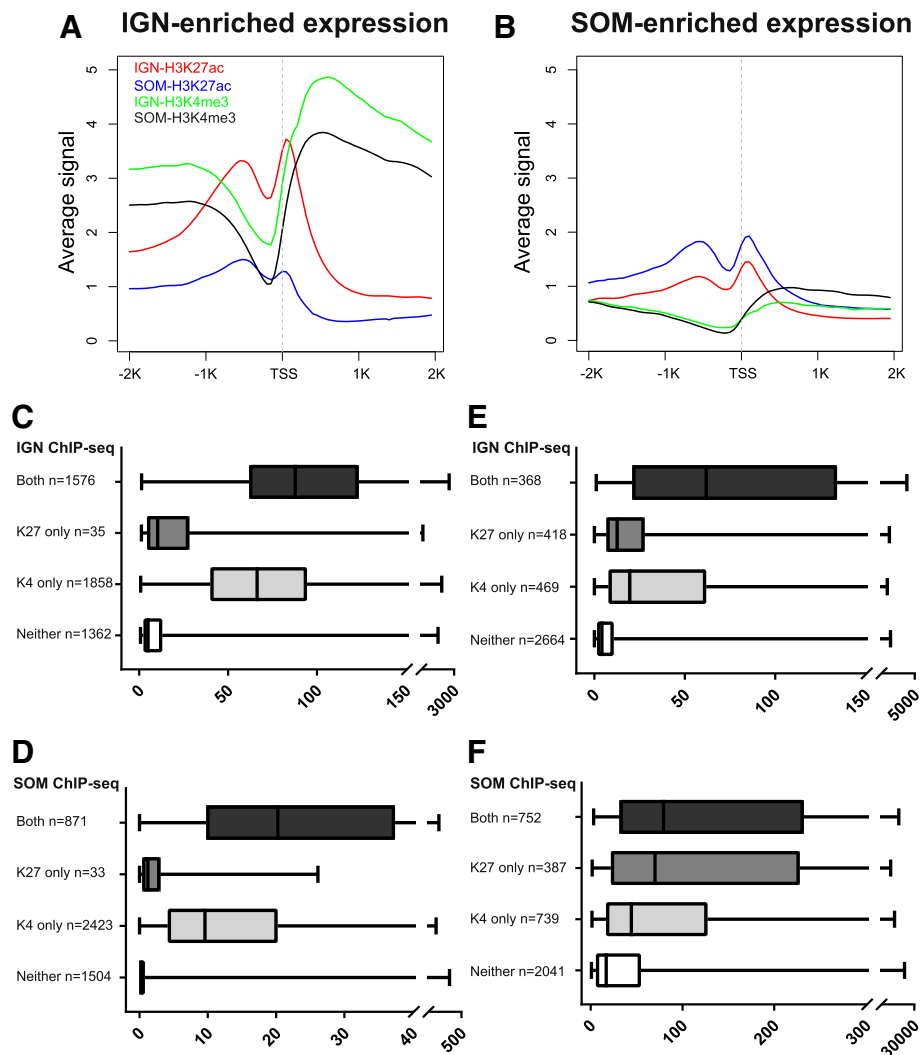 A IGN-enriched expression
B SOM-enriched expression
IGN-H3K27ac
SOM-H3K27ac
IGN-H3K4me3
SOM-H3K4me3
Average signal
0 1 2 3 4 5
-2K -1K TSS 1K 2K
Average signal
0 1 2 3 4 5
-2K -1K TSS 1K 2K
C
IGN ChIP-seq
Both n=1576
K27 only n=35
K4 only n=1858
Neither n=1362
0 50 100 150 3000
E
IGN ChIP-seq
Both n=368
K27 only n=418
K4 only n=469
Neither n=2664
0 50 100 150 5000
D
SOM ChIP-seq
Both n=871
K27 only n=33
K4 only n=2423
Neither n=1504
0 10 20 30 40 500
F
SOM ChIP-seq
Both n=752
K27 only n=387
K4 only n=739
Neither n=2041
0 100 200 300 30000